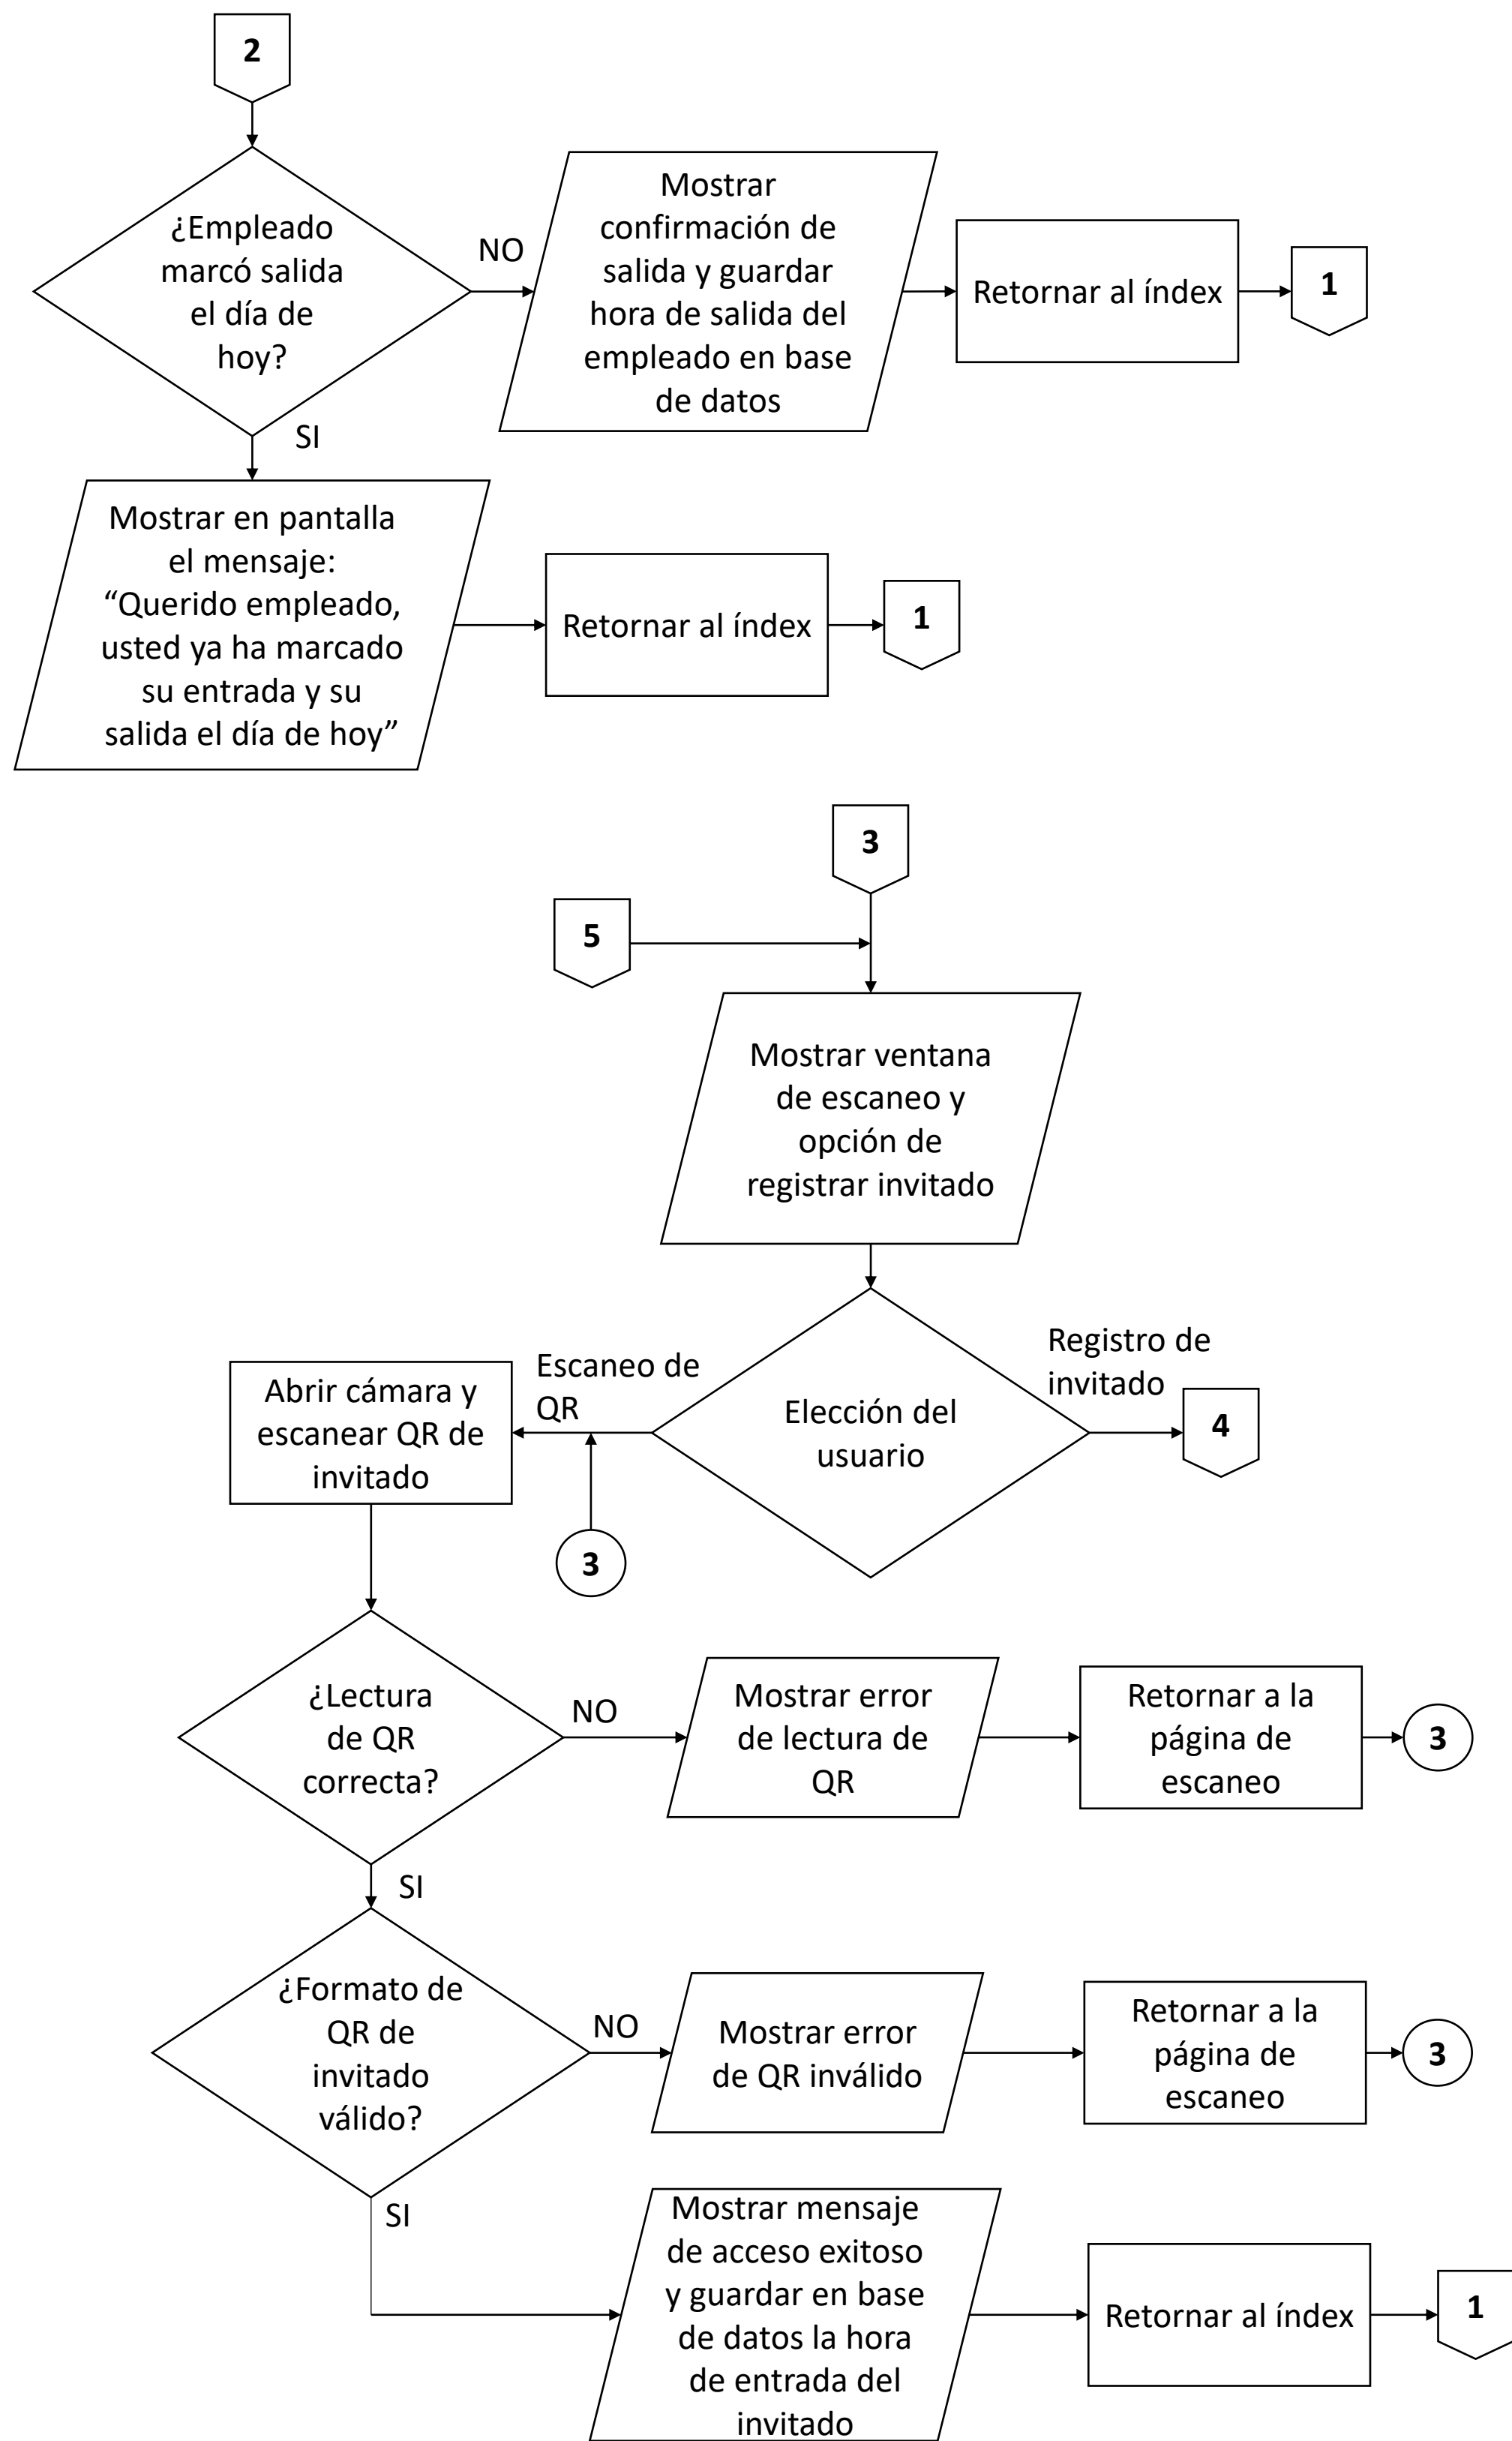 2
¿Empleado
marcó salida
el día de
hoy?
NO
Mostrar
confirmación de
salida y guardar
hora de salida del
empleado en base
de datos
Retornar al índex
1
SI
Mostrar en pantalla
el mensaje:
“Querido empleado,
usted ya ha marcado
su entrada y su
salida el día de hoy”
Retornar al índex
1
3
5
Mostrar ventana
de escaneo y
opción de
registrar invitado
Elección del
usuario
Registro de
invitado
4
Escaneo de
QR
Abrir cámara y
escanear QR de
invitado
3
¿Lectura
de QR
correcta?
NO
Mostrar error
de lectura de
QR
Retornar a la
página de
escaneo
3
SI
¿Formato de
QR de
invitado
válido?
NO
Mostrar error
de QR inválido
Retornar a la
página de
escaneo
3
SI
Mostrar mensaje
de acceso exitoso
y guardar en base
de datos la hora
de entrada del
invitado
Retornar al índex
1